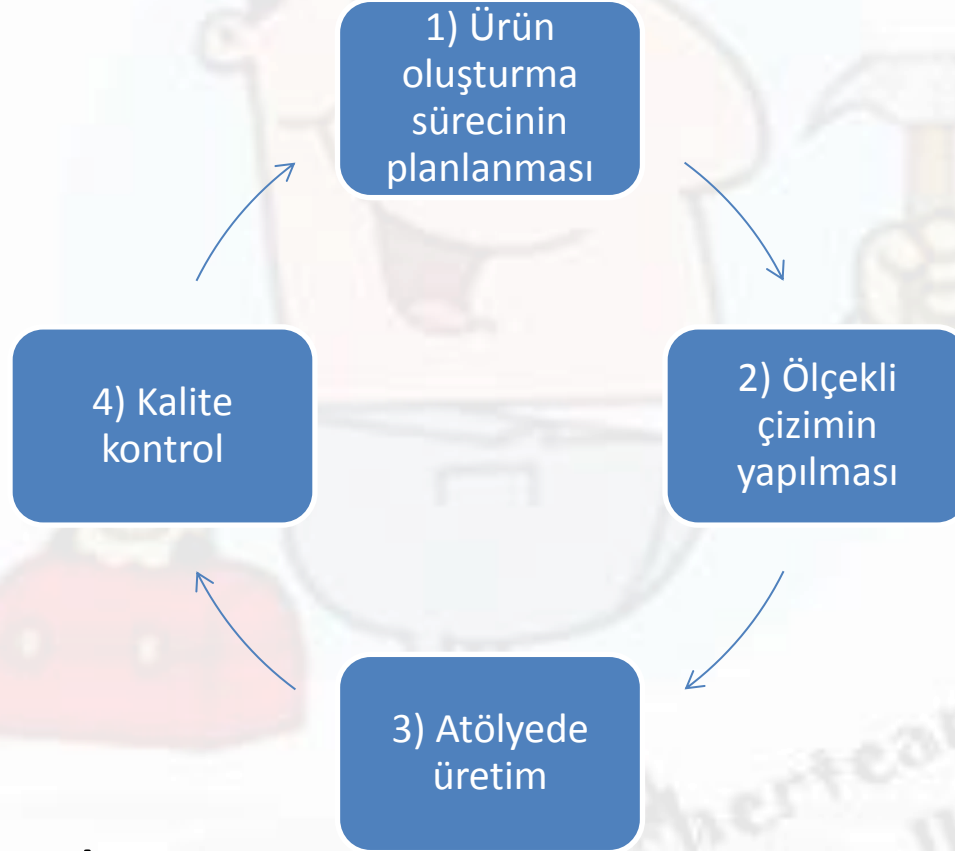 1) Ürün
oluşturma
sürecinin
planlanması
2) Ölçekli
çizimin
yapılması
3) Atölyede
üretim
4) Kalite
kontrol